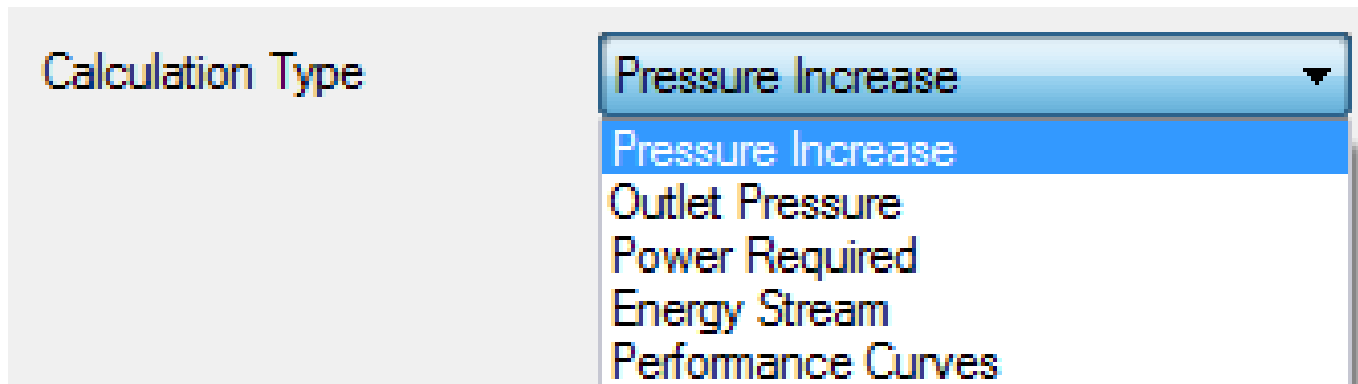 Calculation Type Pressure Increase
Pressure Increase
Outlet Pressure
Power Required
Energy Stream
Performance Curves